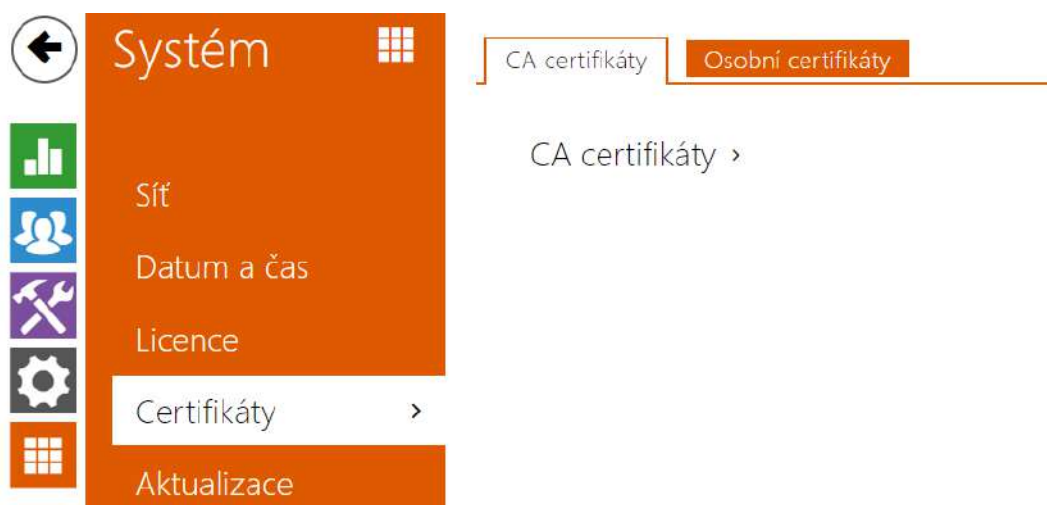 Systém
CA certifikáty
Osobní certifikáty
CA certifikáty ›
Síť
Datum a čas
Licence
Certifikáty ›
Aktualizace